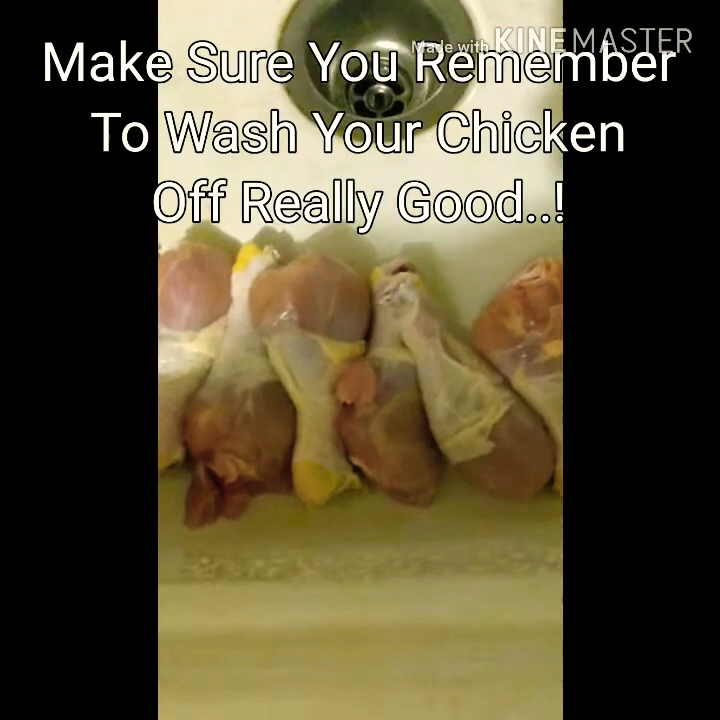 Made with KINEMASTER
Make Sure You Remember
To Wash Your Chicken
Off Really Good..!